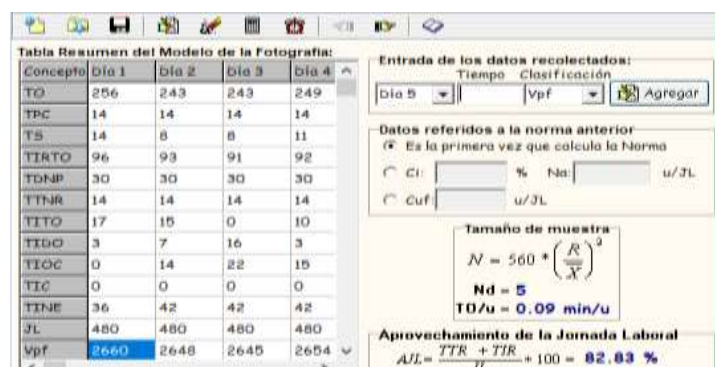 Tabla Resumen del Modelo de la Fotografía:
Concepto Día 1 Día 2 Día 3 Día 4
TO 256 243 243 249
TPC 14 14 14 14
TS 14 8 8 11
TIRTO 96 93 91 92
TDNP 30 30 30 30
TTNR 14 14 14 14
TITO 17 15 0 10
TIDO 3 7 16 3
TIOC 0 14 22 15
TIC 0 0 0 0
TINE 36 42 42 42
JL 480 480 480 480
Vpf 2660 2648 2645 2654
Entrada de los datos recolectados:
Tiempo Clasificación
Día 5 Vpf Agregar
Datos referidos a la norma anterior
Es la primera vez que calcula la Norma
Ci: % Na: u/JL
Cuf: u/JL
Tamaño de muestra
N = 560 * (R/X)²
Nd = 5
TO/u = 0.09 min/u
Aprovechamiento de la Jornada Laboral
AJL= TTR + TIR * 100 = 82.83 %